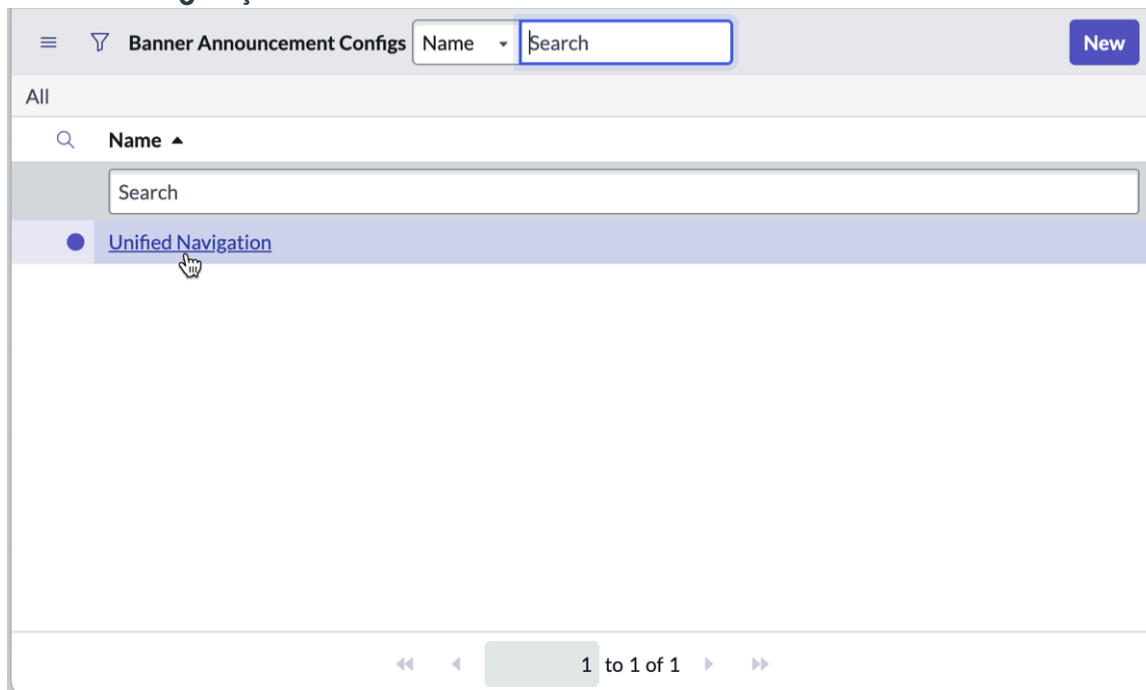 Banner Announcement Configs Name Search New
All
Name
Search
Unified Navigation
1 to 1 of 1